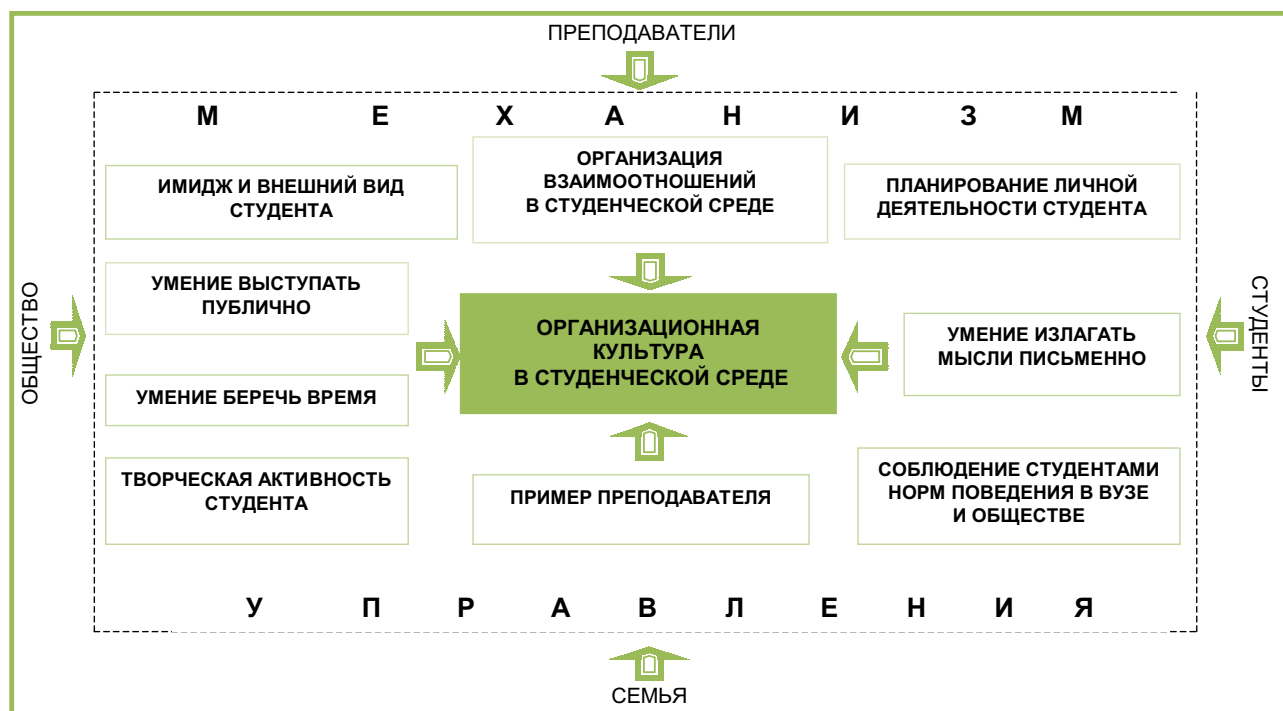 ПРЕПОДАВАТЕЛИ
М Е Х А Н И З М
ИМИДЖ И ВНЕШНИЙ ВИД
СТУДЕНТА
ОРГАНИЗАЦИЯ
ВЗАИМООТНОШЕНИЙ
В СТУДЕНЧЕСКОЙ СРЕДЕ
ПЛАНИРОВАНИЕ ЛИЧНОЙ
ДЕЯТЕЛЬНОСТИ СТУДЕНТА
ОБЩЕСТВО
УМЕНИЕ ВЫСТУПАТЬ
ПУБЛИЧНО
ОРГАНИЗАЦИОННАЯ
КУЛЬТУРА
В СТУДЕНЧЕСКОЙ СРЕДЕ
УМЕНИЕ ИЗЛАГАТЬ
МЫСЛИ ПИСЬМЕННО
СТУДЕНТЫ
УМЕНИЕ БЕРЕЧЬ ВРЕМЯ
ТВОРЧЕСКАЯ АКТИВНОСТЬ
СТУДЕНТА
ПРИМЕР ПРЕПОДАВАТЕЛЯ
СОБЛЮДЕНИЕ СТУДЕНТАМИ
НОРМ ПОВЕДЕНИЯ В ВУЗЕ
И ОБЩЕСТВЕ
У П Р А В Л Е Н И Я
СЕМЬЯ